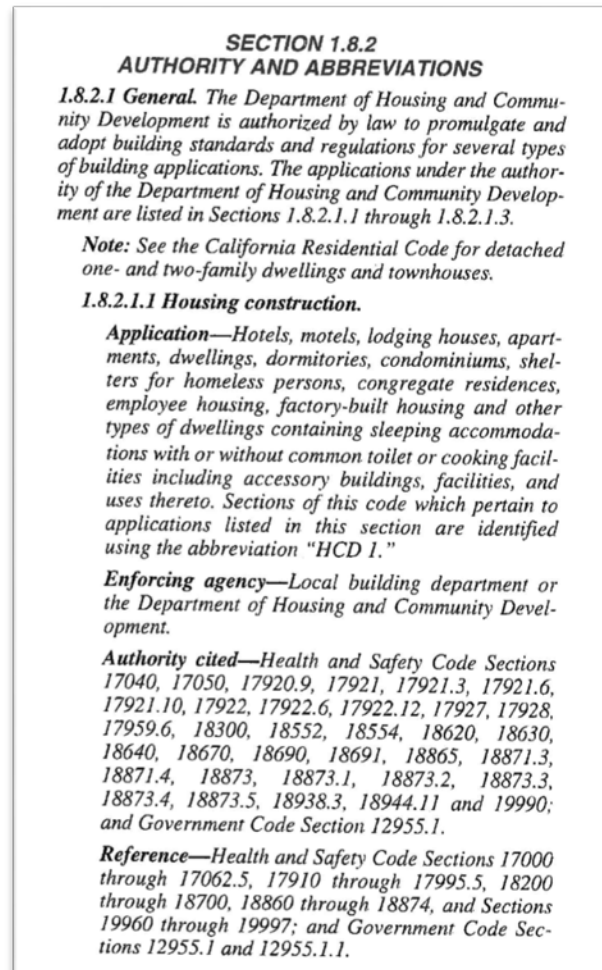 SECTION 1.8.2
AUTHORITY AND ABBREVIATIONS
1.8.2.1 General. The Department of Housing and Commu-
nity Development is authorized by law to promulgate and
adopt building standards and regulations for several types
of building applications. The applications under the author-
ity of the Department of Housing and Community Develop-
ment are listed in Sections 1.8.2.1.1 through 1.8.2.1.3.
Note: See the California Residential Code for detached
one- and two-family dwellings and townhouses.
1.8.2.1.1 Housing construction.
Application—Hotels, motels, lodging houses, apart-
ments, dwellings, dormitories, condominiums, shel-
ters for homeless persons, congregate residences,
employee housing, factory-built housing and other
types of dwellings containing sleeping accommoda-
tions with or without common toilet or cooking facil-
ities including accessory buildings, facilities, and
uses thereto. Sections of this code which pertain to
applications listed in this section are identified
using the abbreviation "HCD 1."
Enforcing agency—Local building department or
the Department of Housing and Community Devel-
opment.
Authority cited—Health and Safety Code Sections
17040, 17050, 17920.9, 17921, 17921.3, 17921.6,
17921.10, 17922, 17922.6, 17922.12, 17927, 17928,
17959.6, 18300, 18552, 18554, 18620, 18630,
18640, 18670, 18690, 18691, 18865, 18871.3,
18871.4, 18873, 18873.1, 18873.2, 18873.3,
18873.4, 18873.5, 18938.3, 18944.11 and 19990;
and Government Code Section 12955.1.
Reference—Health and Safety Code Sections 17000
through 17062.5, 17910 through 17995.5, 18200
through 18700, 18860 through 18874, and Sections
19960 through 19997; and Government Code Sec-
tions 12955.1 and 12955.1.1.